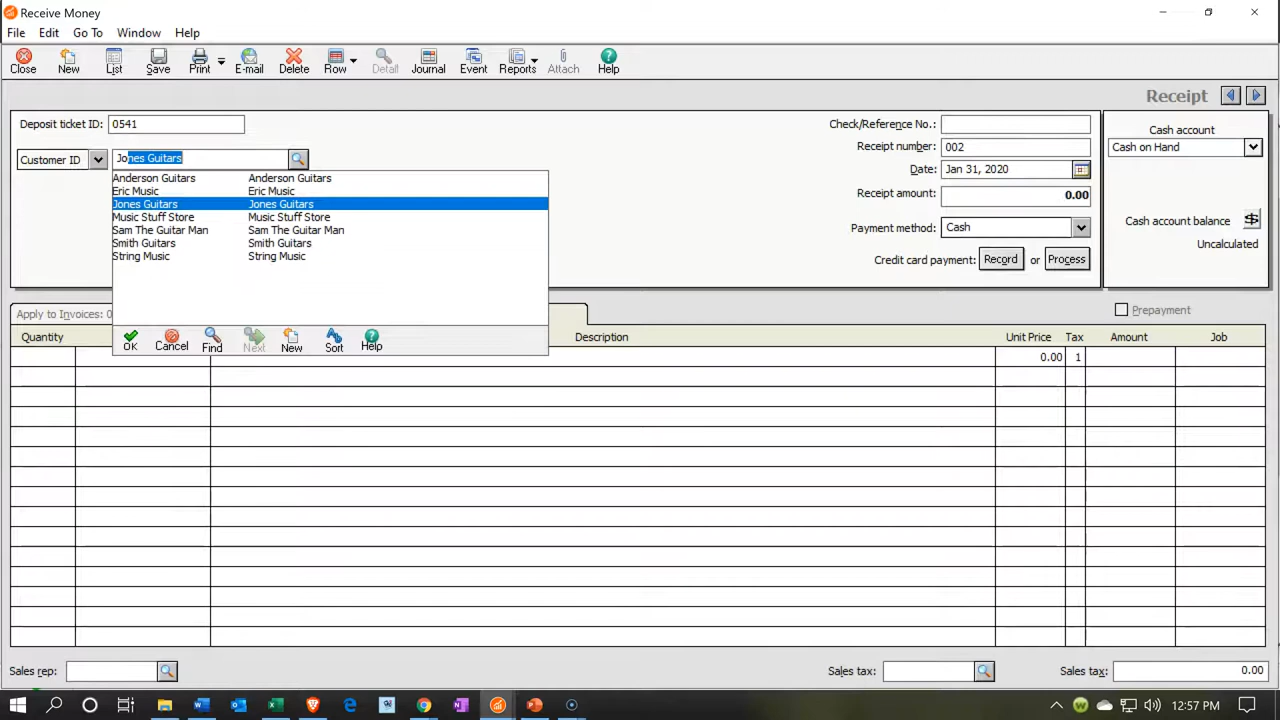 Receive Money
File Edit Go To Window Help
Close New List Save Print E-mail Delete Row Detail Journal Event Reports Attach Help
Receipt
Deposit ticket ID: 0541
Customer ID Jones Guitars
Anderson Guitars Anderson Guitars
Eric Music Eric Music
Jones Guitars Jones Guitars
Music Stuff Store Music Stuff Store
Sam The Guitar Man Sam The Guitar Man
Smith Guitars Smith Guitars
String Music String Music
OK Cancel Find Next New Sort Help
Check/Reference No.:
Receipt number: 002
Date: Jan 31, 2020
Receipt amount: 0.00
Payment method: Cash
Credit card payment: Record or Process
Cash account
Cash on Hand
Cash account balance
Uncalculated
Apply to Invoices: 0
Prepayment
Quantity Description Unit Price Tax Amount Job
0.00 1
Sales rep: Sales tax: Sales tax: 0.00
12:57 PM